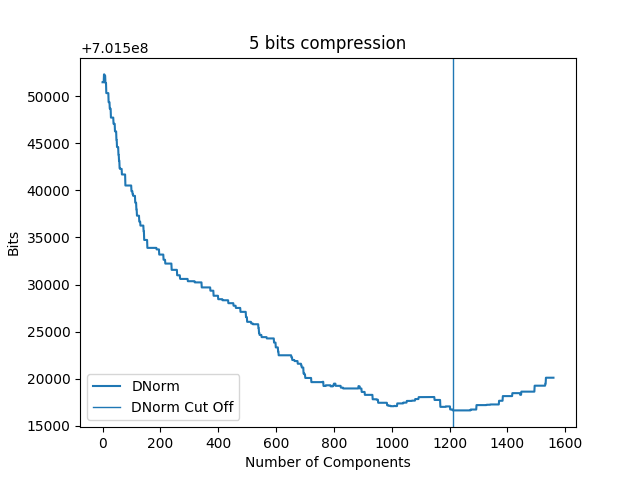 5 bits compression
+7.015e8
50000
45000
40000
35000
30000
25000
20000
15000
Bits
DNorm
DNorm Cut Off
0 200 400 600 800 1000 1200 1400 1600
Number of Components